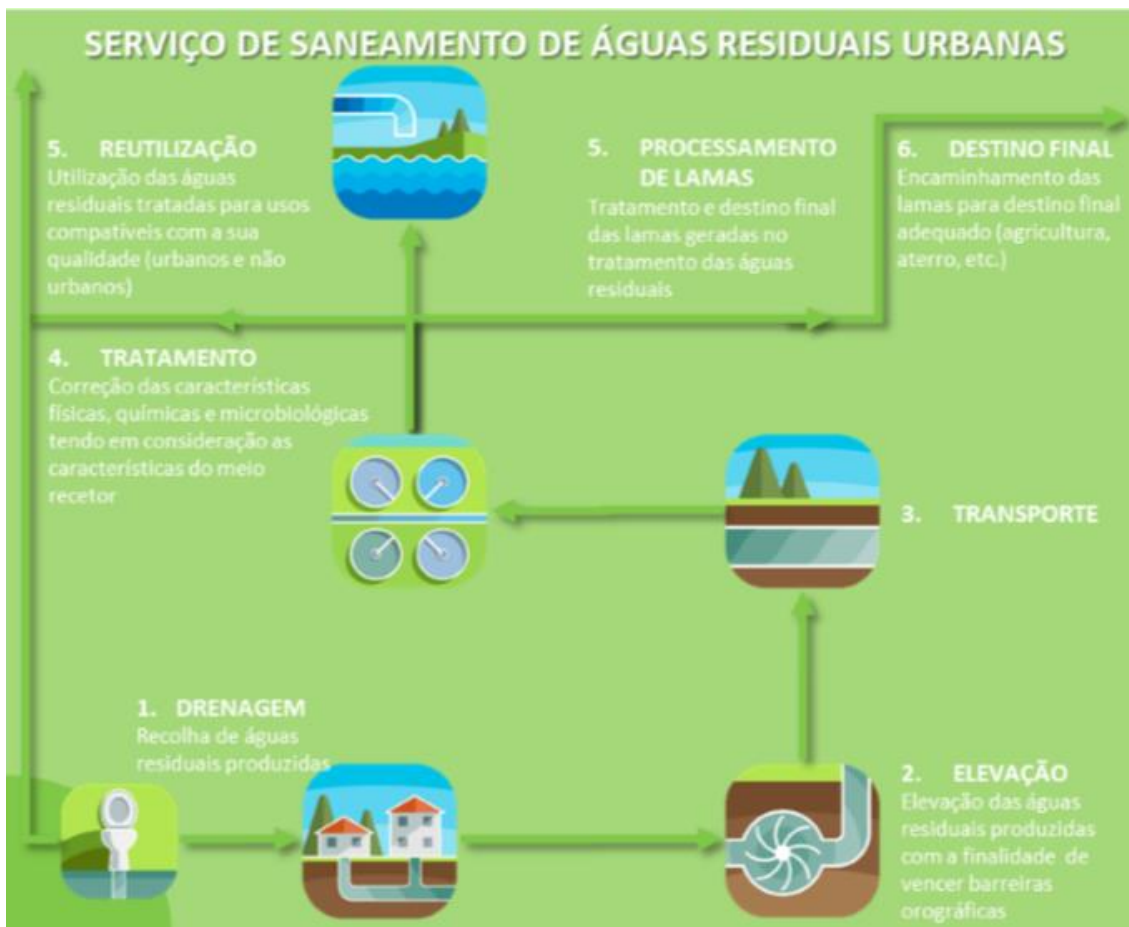 SERVIÇO DE SANEAMENTO DE ÁGUAS RESIDUAIS URBANAS
5. REUTILIZAÇÃO
Utilização das águas
residuais tratadas para usos
compatíveis com a sua
qualidade (urbanos e não
urbanos)
5. PROCESSAMENTO
DE LAMAS
Tratamento e destino final
das lamas geradas no
tratamento das águas
residuais
6. DESTINO FINAL
Encaminhamento das
lamas para destino final
adequado (agricultura,
aterro, etc.)
4. TRATAMENTO
Correção das características
físicas, químicas e microbiológicas
tendo em consideração as
características do meio
recetor
3. TRANSPORTE
1. DRENAGEM
Recolha de águas
residuais produzidas
2. ELEVAÇÃO
Elevação das águas
residuais produzidas
com a finalidade de
vencer barreiras
orográficas